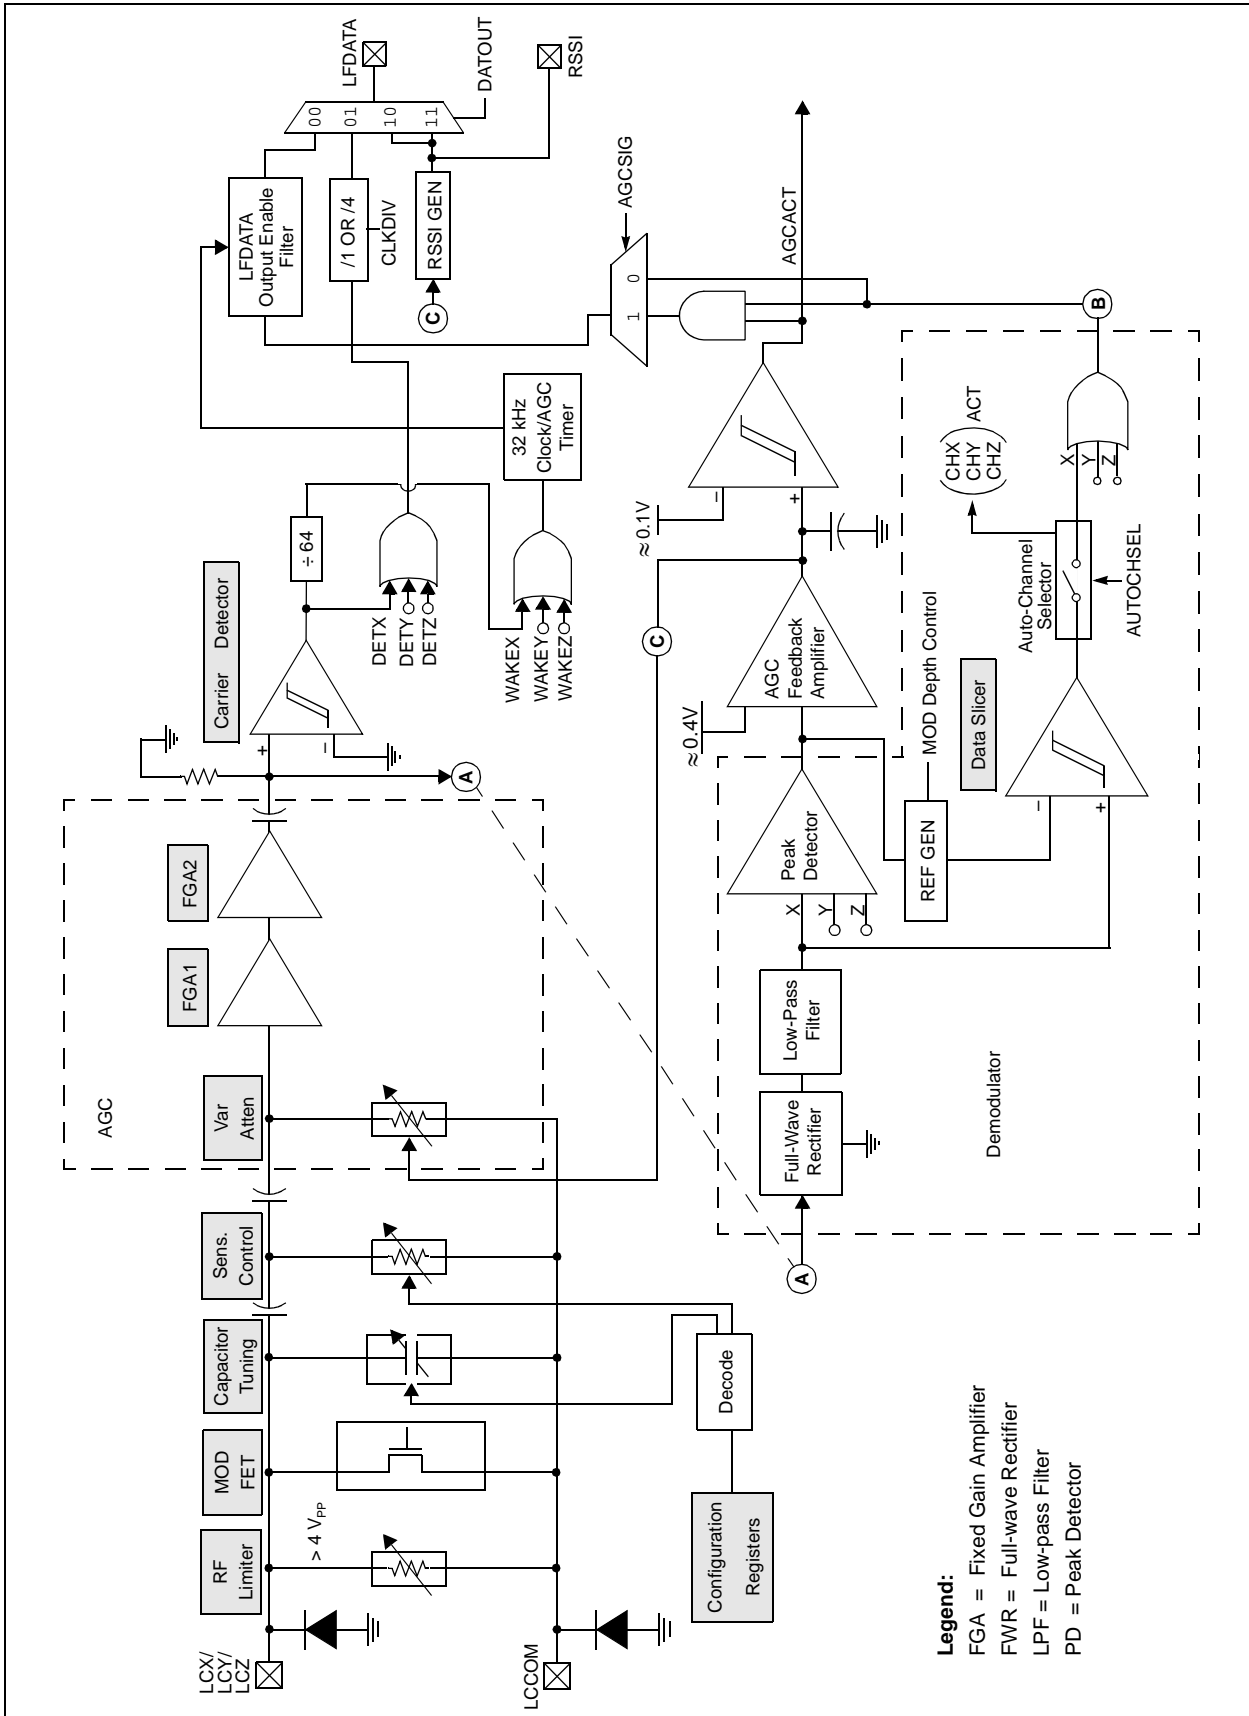 LCX/
LCY/
LCZ
LCCOM
RF
Limiter
> 4 VPP
MOD
FET
Capacitor
Tuning
Sens.
Control
Var
Atten
AGC
FGA1
FGA2
Carrier Detector
+
–
A
÷ 64
DETX
DETY
DETZ
WAKEX
WAKEY
WAKEZ
32 kHz
Clock/AGC
Timer
LFDATA
Output Enable
Filter
/1 OR /4
CLKDIV
RSSI GEN
C
00
01
10
11
LFDATA
DATOUT
RSSI
Configuration
Registers
Decode
A
Full-Wave
Rectifier
Low-Pass
Filter
X
Y
Z
Peak
Detector
Demodulator
≈ 0.4V
AGC
Feedback
Amplifier
C
≈ 0.1V
–
+
1
0
AGCSIG
AGCACT
REF GEN
MOD Depth Control
Data Slicer
–
+
Auto-Channel
Selector
AUTOCHSEL
CHX
CHY
CHZ
ACT
X
Y
Z
B
Legend:
FGA = Fixed Gain Amplifier
FWR = Full-wave Rectifier
LPF = Low-pass Filter
PD = Peak Detector